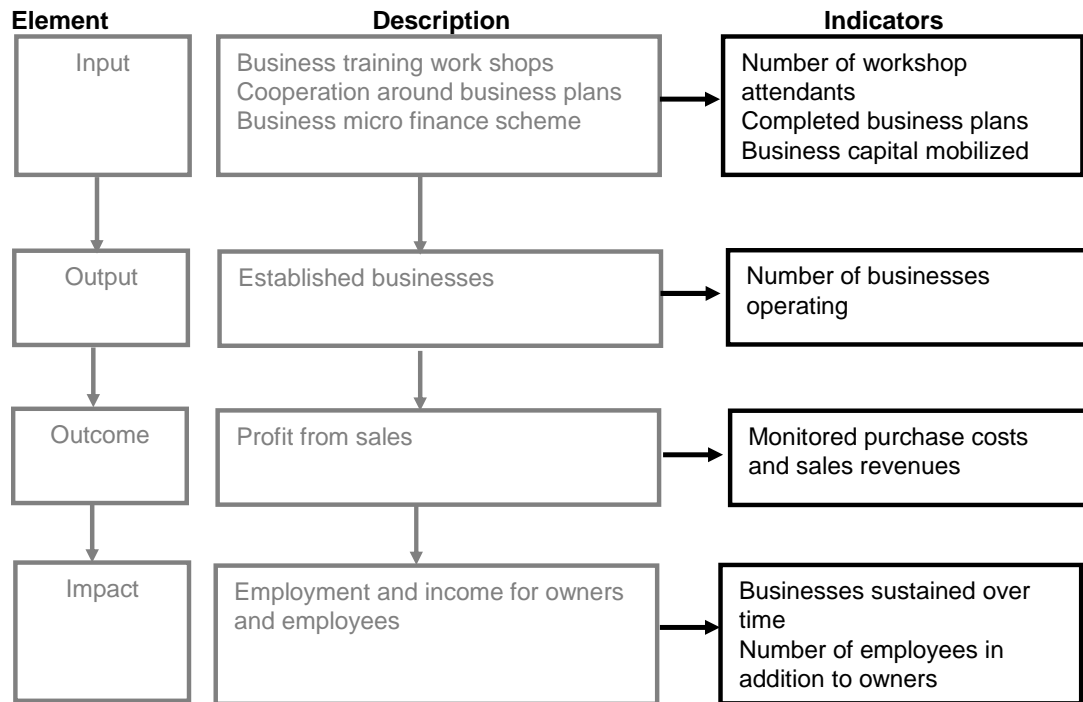 Element Description Indicators
Input
Business training work shops
Cooperation around business plans
Business micro finance scheme
Number of workshop
attendants
Completed business plans
Business capital mobilized
Output
Established businesses
Number of businesses
operating
Outcome
Profit from sales
Monitored purchase costs
and sales revenues
Impact
Employment and income for owners
and employees
Businesses sustained over
time
Number of employees in
addition to owners